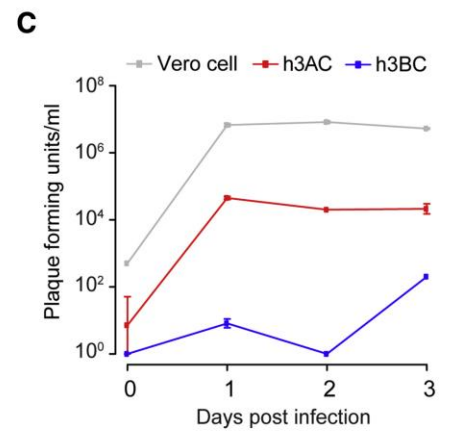 C
Vero cell h3AC h3BC
Plaque forming units/ml
10⁸
10⁶
10⁴
10²
10⁰
0 1 2 3
Days post infection